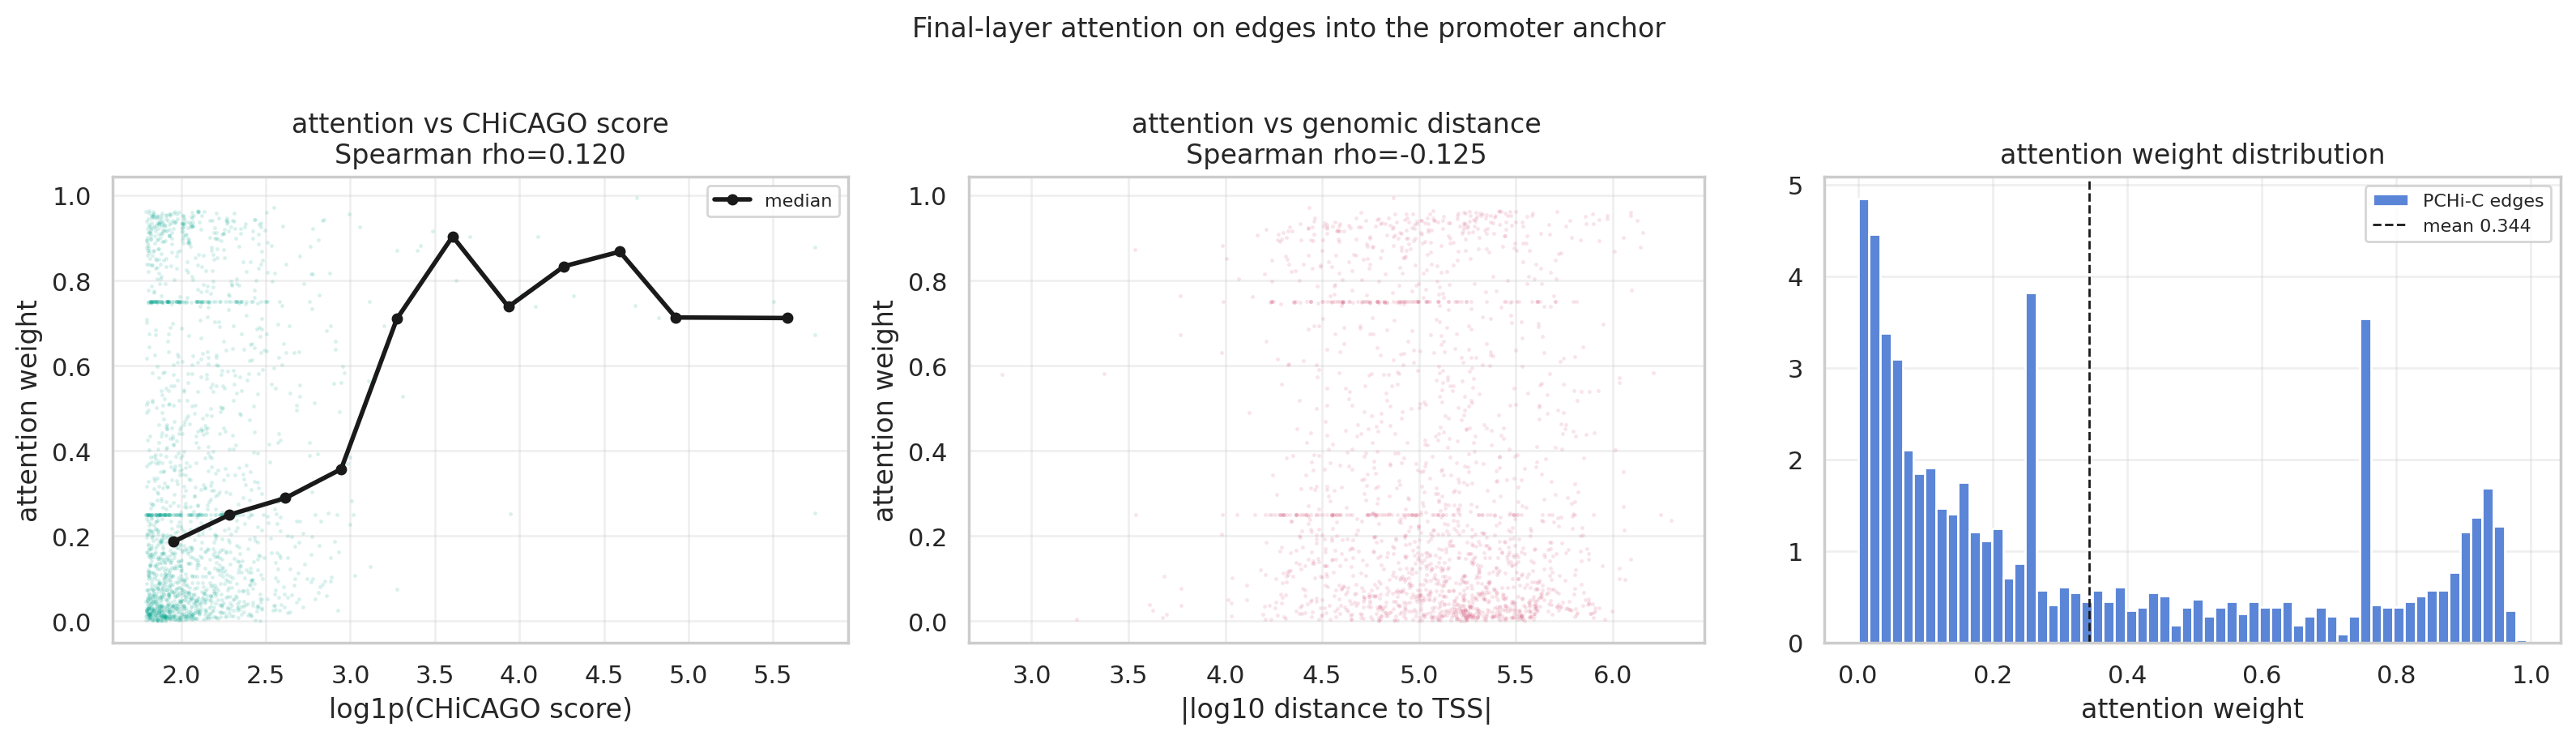 Final-layer attention on edges into the promoter anchor
attention vs CHiCAGO score
Spearman rho=0.120
median
1.0
0.8
0.6
0.4
0.2
0.0
attention weight
2.0 2.5 3.0 3.5 4.0 4.5 5.0 5.5
log1p(CHiCAGO score)
attention vs genomic distance
Spearman rho=-0.125
1.0
0.8
0.6
0.4
0.2
0.0
attention weight
3.0 3.5 4.0 4.5 5.0 5.5 6.0
|log10 distance to TSS|
attention weight distribution
PCHi-C edges
mean 0.344
5
4
3
2
1
0
0.0 0.2 0.4 0.6 0.8 1.0
attention weight